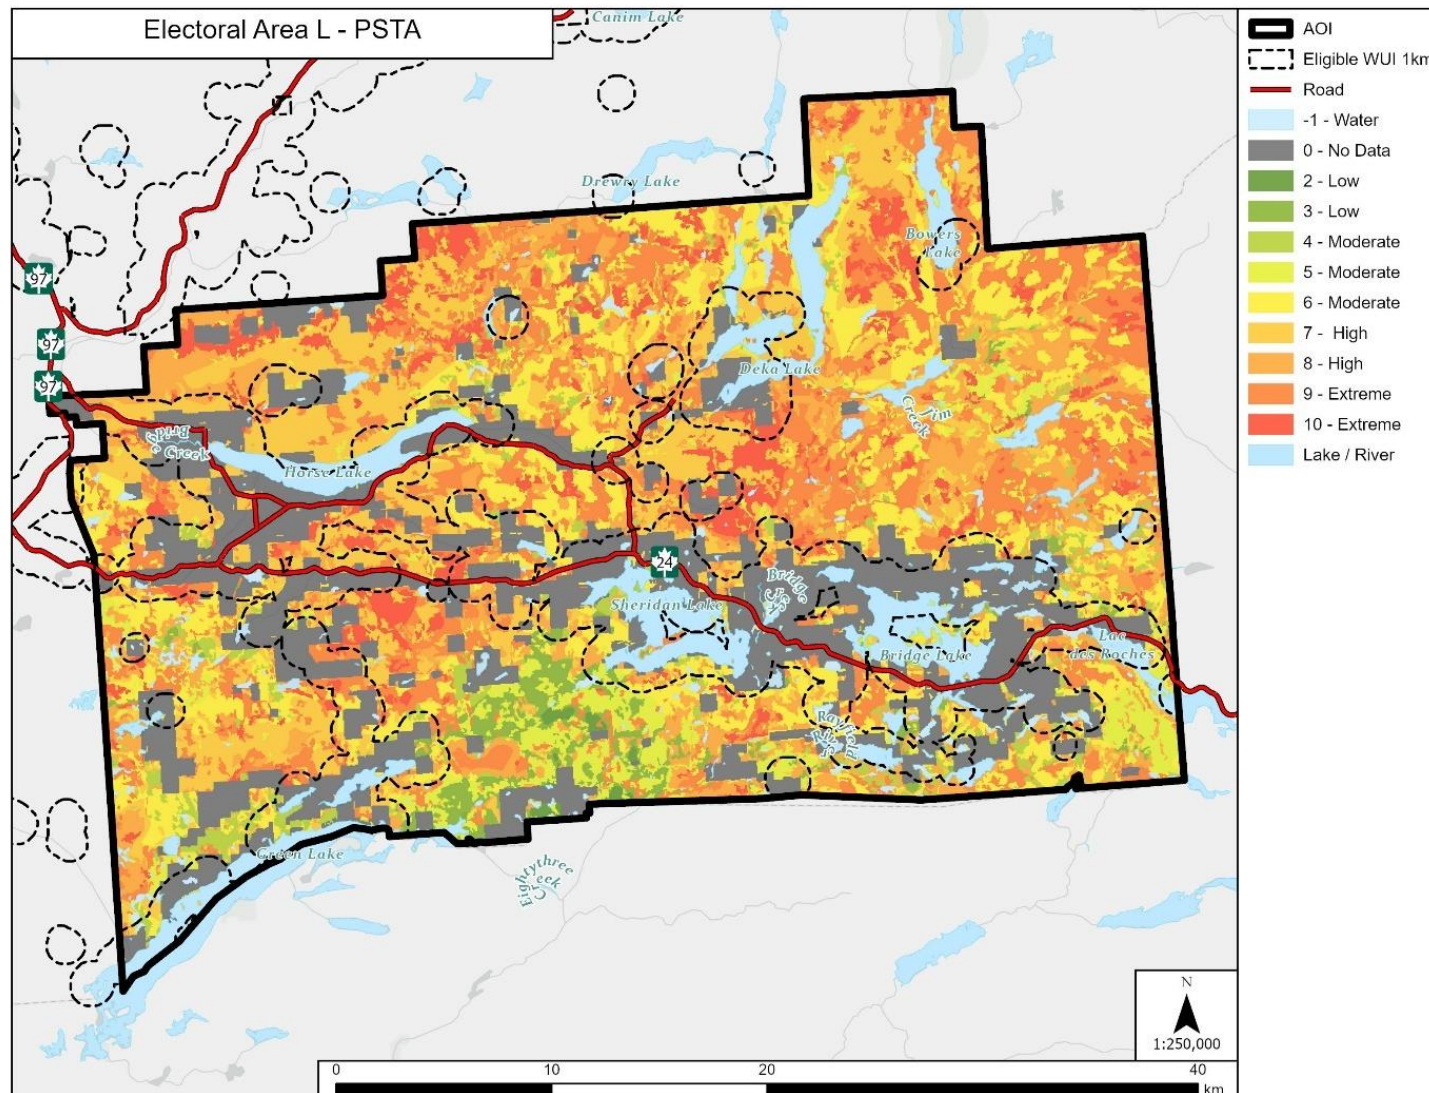 Electoral Area L - PSTA
Canim Lake
Drewry Lake
Bowers
Lake
97
97
97
Deka Lake
Jim
Creek
Bridge
Creek
Horse Lake
24
Bridge
Creek
Sheridan Lake
Bridge Lake
Lac
des Roches
Rayfield
River
Green Lake
Eightythree
Creek
AOI
Eligible WUI 1km
Road
-1 - Water
0 - No Data
2 - Low
3 - Low
4 - Moderate
5 - Moderate
6 - Moderate
7 - High
8 - High
9 - Extreme
10 - Extreme
Lake / River
N
1:250,000
0
10
20
40
km